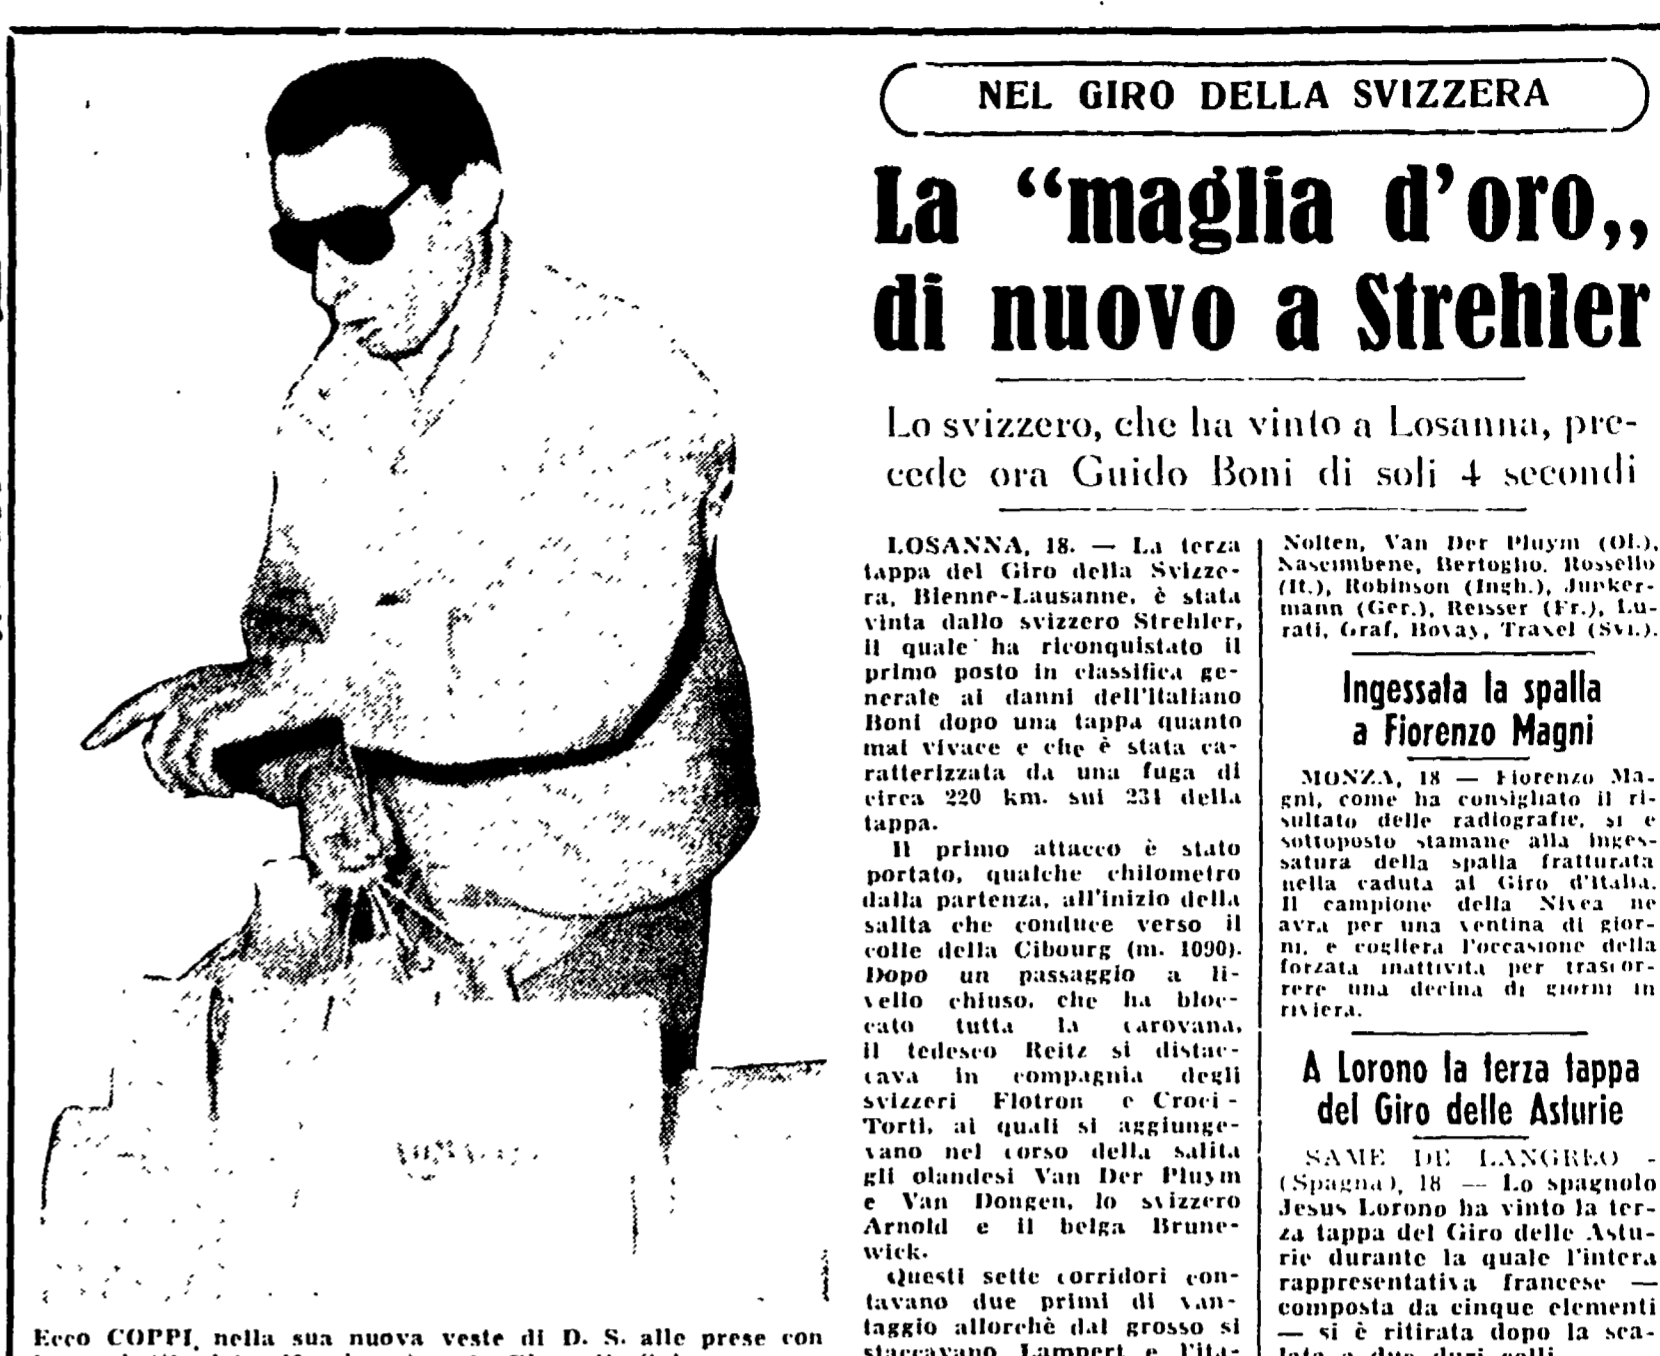 NEL GIRO DELLA SVIZZERA
La “maglia d’oro„
di nuovo a Strehler
Lo svizzero, che ha vinto a Losanna, pre-
cede ora Guido Boni di soli 4 secondi
LOSANNA, 18. — La terza
tappa del Giro della Svizze-
ra, Bienne-Lausanne, è stata
vinta dallo svizzero Strehler,
il quale ha riconquistato il
primo posto in classifica ge-
nerale ai danni dell'italiano
Boni dopo una tappa quanto
mai vivace e che è stata ca-
ratterizzata da una fuga di
circa 220 km. sui 231 della
tappa.
Il primo attacco è stato
portato, qualche chilometro
dalla partenza, all'inizio della
salita che conduce verso il
colle della Cibourg (m. 1090).
Dopo un passaggio a li-
vello chiuso, che ha bloc-
cato tutta la carovana,
il tedesco Reitz si distac-
cava in compagnia degli
svizzeri Flotron e Croci-
Torti, ai quali si aggiunge-
vano nel corso della salita
gli olandesi Van Der Pluym
e Van Dongen, lo svizzero
Arnold e il belga Brune-
wick.
Questi sette corridori con-
tavano due primi di van-
taggio allorchè dal grosso si
staccavano Lampert e l'ita-
Nolten, Van Der Pluym (Ol.),
Nascimbene, Bertoglio, Rossello
(It.), Robinson (Ingh.), Junker-
mann (Ger.), Reisser (Fr.), Lu-
rati, Graf, Bovay, Traxel (Svi.).
Ingessata la spalla
a Fiorenzo Magni
MONZA, 18 — Fiorenzo Ma-
gni, come ha consigliato il ri-
sultato delle radiografie, si e
sottoposto stamane alla inges-
satura della spalla fratturata
nella caduta al Giro d'Italia.
Il campione della Nivea ne
avra per una ventina di gior-
ni, e cogliera l'occasione della
forzata inattivita per trascor-
rere una decina di giorni in
riviera.
A Lorono la terza tappa
del Giro delle Asturie
SAME DE LANGREO -
(Spagna), 18 — Lo spagnolo
Jesus Lorono ha vinto la ter-
za tappa del Giro delle Astu-
rie durante la quale l'intera
rappresentativa francese —
composta da cinque elementi
— si è ritirata dopo la sca-
Ecco COPPI, nella sua nuova veste di D. S. alle prese con